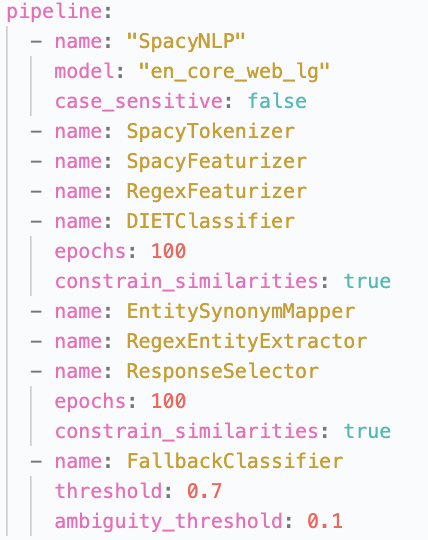 pipeline:
  - name: "SpacyNLP"
    model: "en_core_web_lg"
    case_sensitive: false
  - name: SpacyTokenizer
  - name: SpacyFeaturizer
  - name: RegexFeaturizer
  - name: DIETClassifier
    epochs: 100
    constrain_similarities: true
  - name: EntitySynonymMapper
  - name: RegexEntityExtractor
  - name: ResponseSelector
    epochs: 100
    constrain_similarities: true
  - name: FallbackClassifier
    threshold: 0.7
    ambiguity_threshold: 0.1